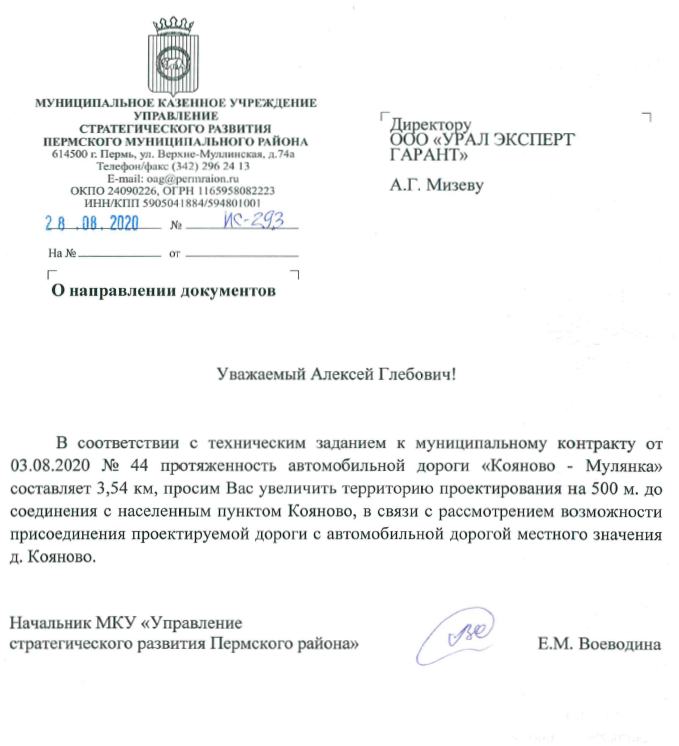 МУНИЦИПАЛЬНОЕ КАЗЕННОЕ УЧРЕЖДЕНИЕ
УПРАВЛЕНИЕ
СТРАТЕГИЧЕСКОГО РАЗВИТИЯ
ПЕРМСКОГО МУНИЦИПАЛЬНОГО РАЙОНА
614500 г. Пермь, ул. Верхне-Муллинская, д.74а
Телефон/факс (342) 296 24 13
E-mail: oag@permraion.ru
ОКПО 24090226, ОГРН 1165958082223
ИНН/КПП 5905041884/594801001
28.08.2020 № ИС-293
На № от
О направлении документов
Директору
ООО «УРАЛ ЭКСПЕРТ
ГАРАНТ»
А.Г. Мизеву
Уважаемый Алексей Глебович!
В соответствии с техническим заданием к муниципальному контракту от
03.08.2020 № 44 протяженность автомобильной дороги «Кояново - Мулянка»
составляет 3,54 км, просим Вас увеличить территорию проектирования на 500 м. до
соединения с населенным пунктом Кояново, в связи с рассмотрением возможности
присоединения проектируемой дороги с автомобильной дорогой местного значения
д. Кояново.
Начальник МКУ «Управление
стратегического развития Пермского района»
Е.М. Воеводина